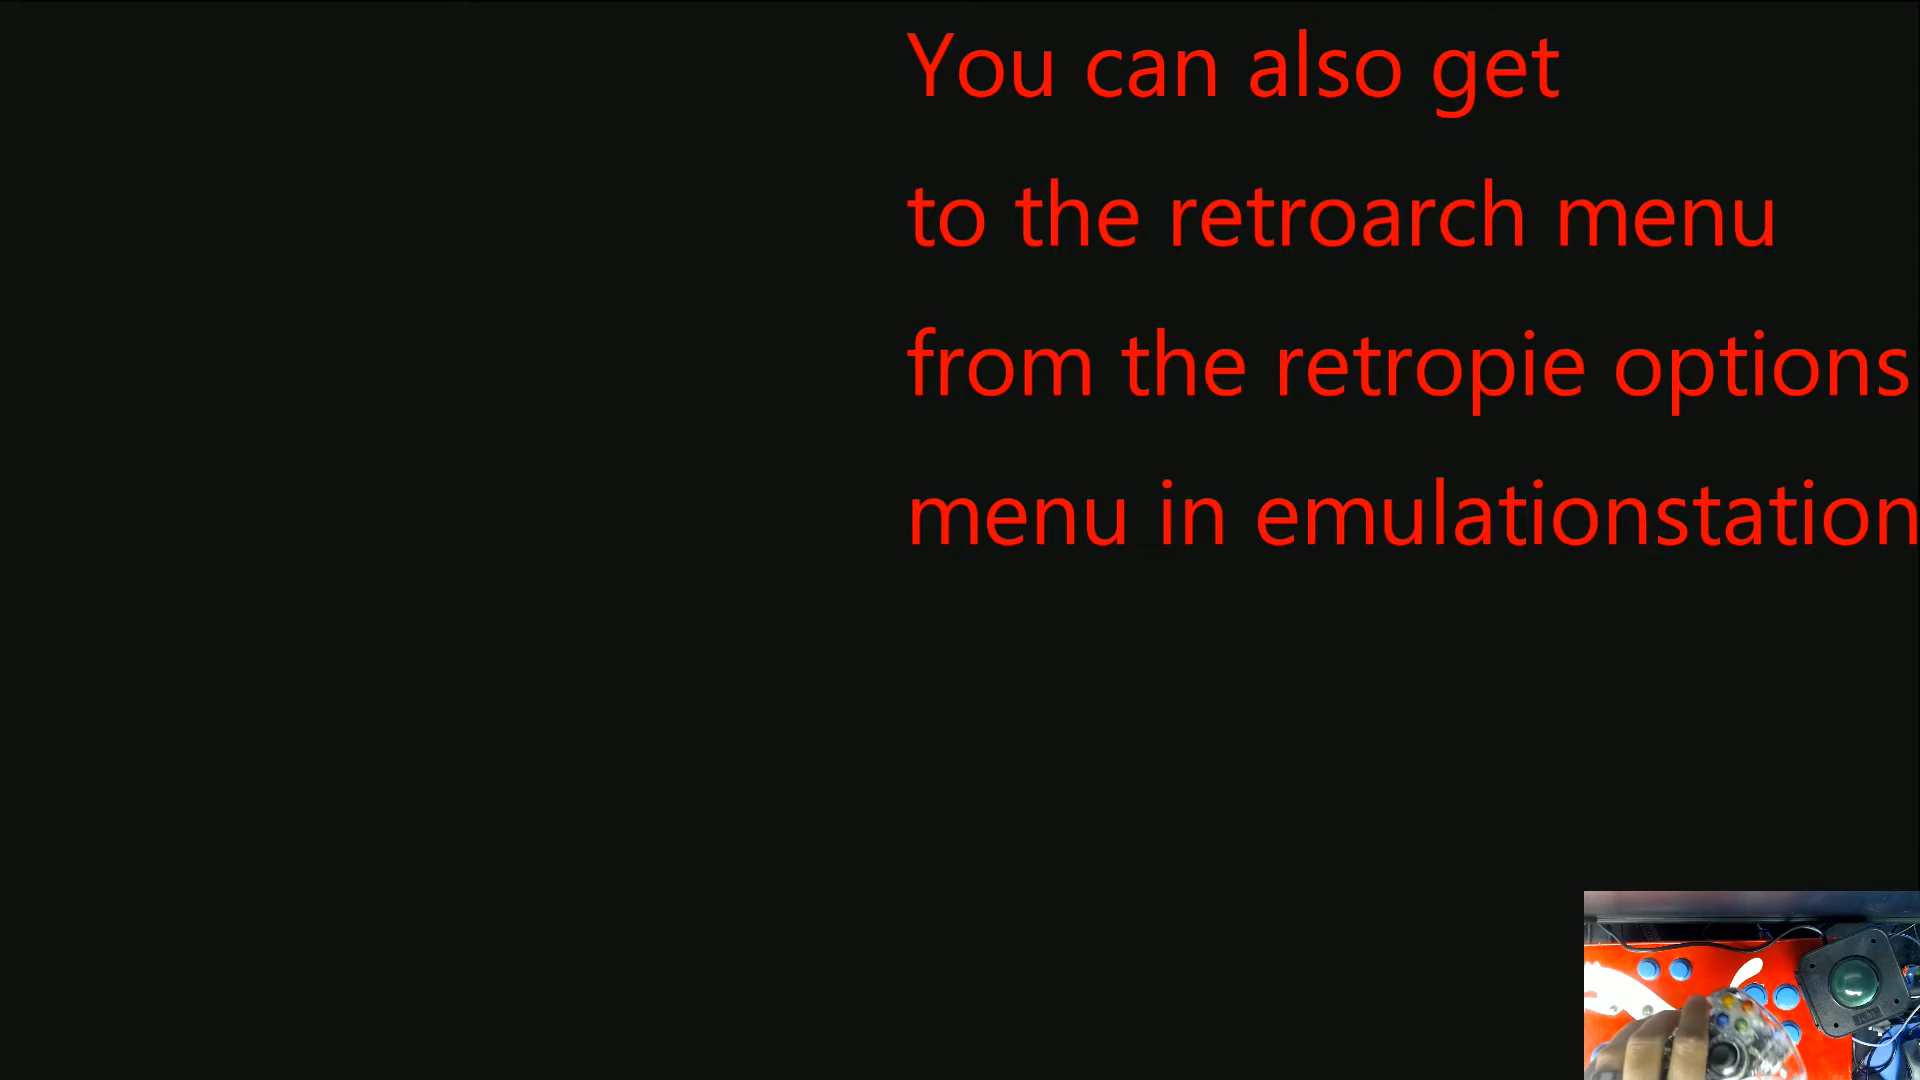 You can also get
to the retroarch menu
from the retropie options
menu in emulationstation